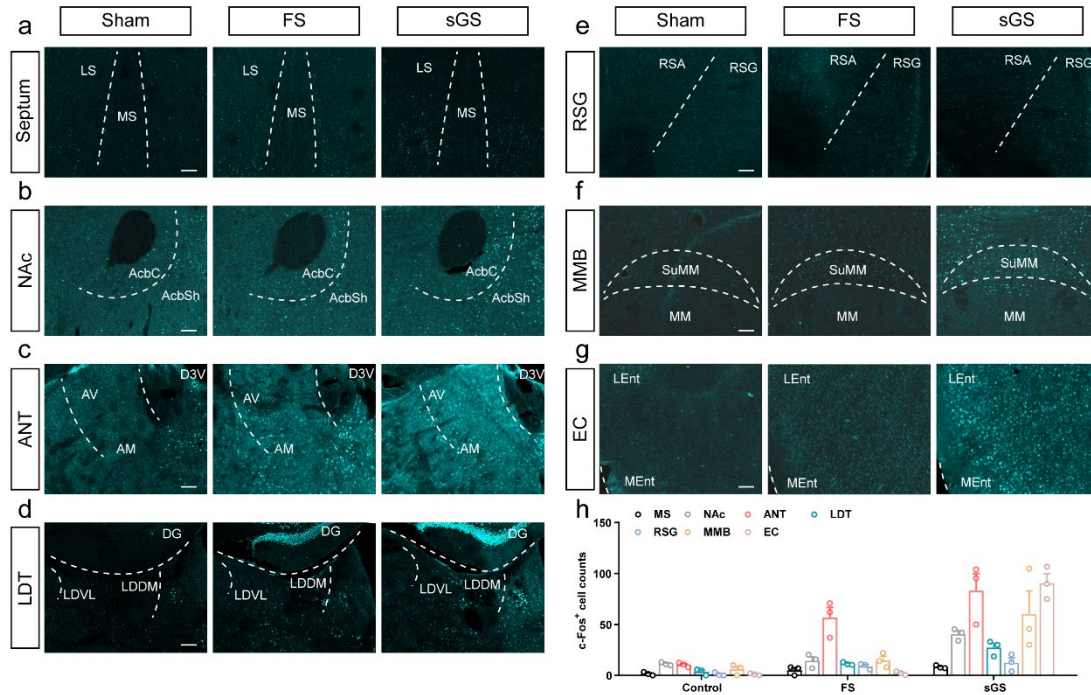 a
Sham
FS
sGS
Septum
LS
MS
LS
MS
LS
MS
b
NAc
AcbC
AcbSh
AcbC
AcbSh
AcbC
AcbSh
c
ANT
AV
AM
D3V
AV
AM
D3V
AV
AM
D3V
d
LDT
DG
LDVL
LDDM
DG
LDVL
LDDM
DG
LDVL
LDDM
e
Sham
FS
sGS
RSG
RSA
RSG
RSA
RSG
RSA
RSG
f
MMB
SuMM
MM
SuMM
MM
SuMM
MM
g
EC
LEnt
MEnt
LEnt
MEnt
LEnt
MEnt
h
MS NAc ANT LDT
RSG MMB EC
c-Fos⁺ cell counts
150
100
50
0
Control FS sGS